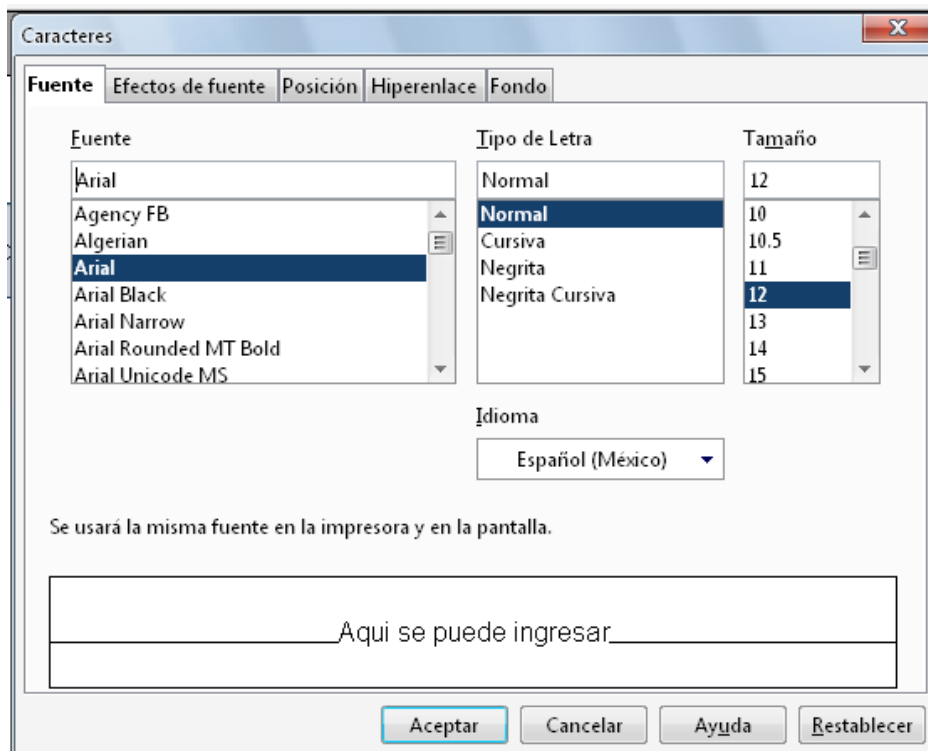 Caracteres
Fuente Efectos de fuente Posición Hiperenlace Fondo
Fuente Tipo de Letra Tamaño
Arial Normal 12
Agency FB Normal 10
Algerian Cursiva 10.5
Arial Negrita 11
Arial Black Negrita Cursiva 12
Arial Narrow 13
Arial Rounded MT Bold 14
Arial Unicode MS 15
Idioma
Español (México)
Se usará la misma fuente en la impresora y en la pantalla.
Aqui se puede ingresar
Aceptar Cancelar Ayuda Restablecer